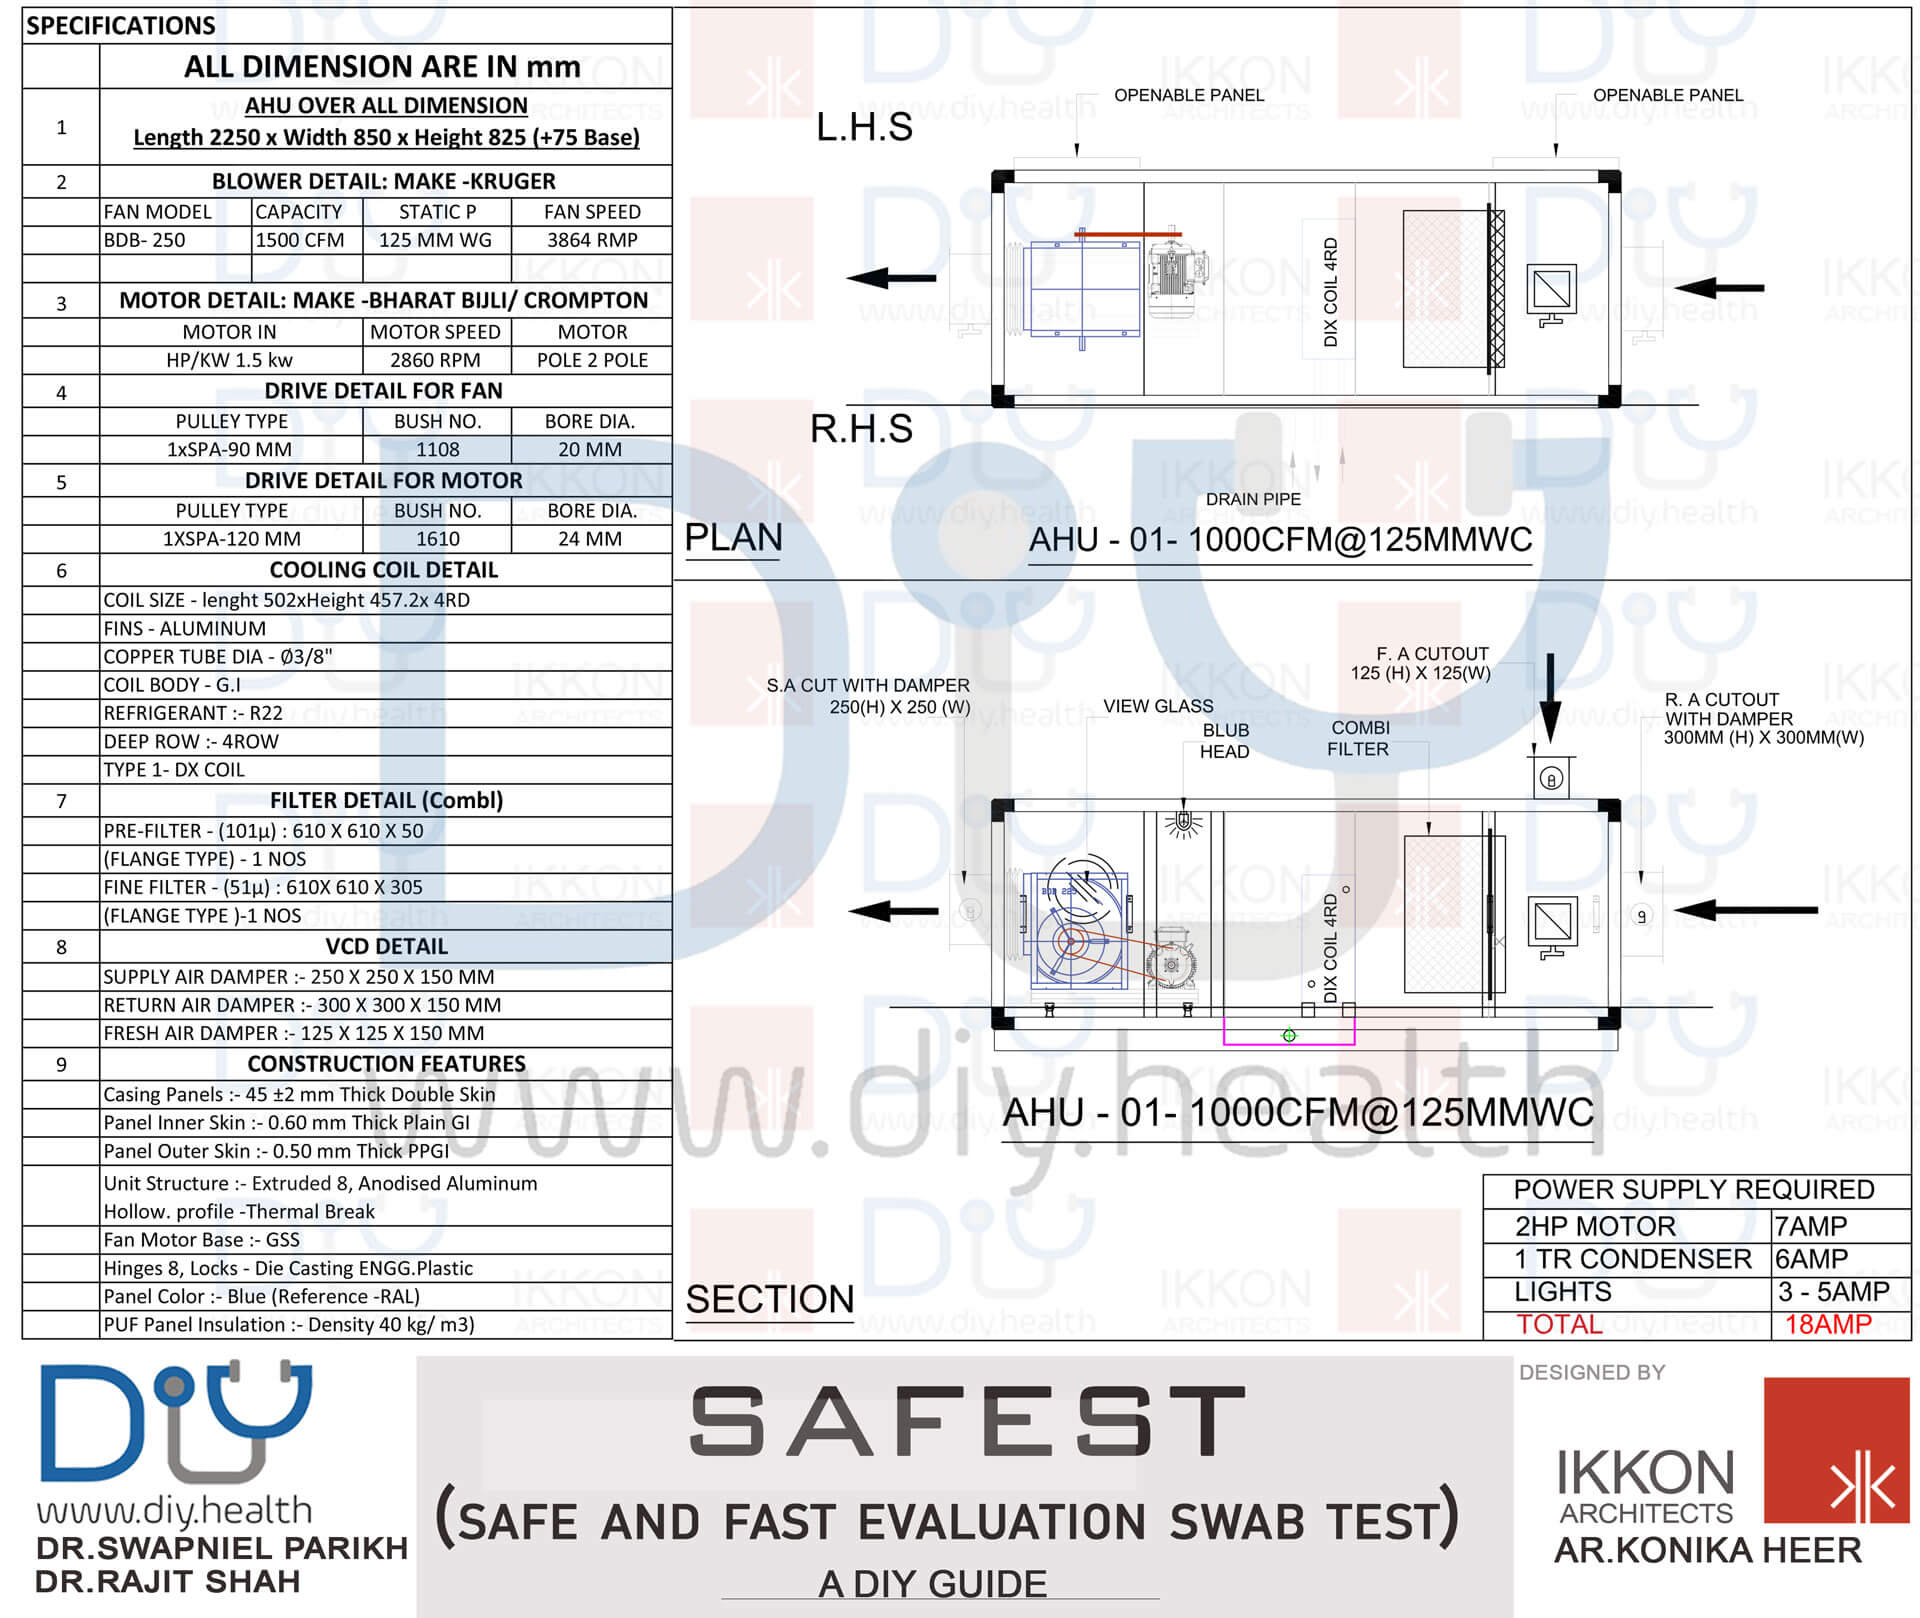 SPECIFICATIONS
ALL DIMENSION ARE IN mm
1
AHU OVER ALL DIMENSION
Length 2250 x Width 850 x Height 825 (+75 Base)
2 BLOWER DETAIL: MAKE -KRUGER
FAN MODEL CAPACITY STATIC P FAN SPEED
BDB- 250 1500 CFM 125 MM WG 3864 RMP
3 MOTOR DETAIL: MAKE -BHARAT BIJLI/ CROMPTON
MOTOR IN MOTOR SPEED MOTOR
HP/KW 1.5 kw 2860 RPM POLE 2 POLE
4 DRIVE DETAIL FOR FAN
PULLEY TYPE BUSH NO. BORE DIA.
1xSPA-90 MM 1108 20 MM
5 DRIVE DETAIL FOR MOTOR
PULLEY TYPE BUSH NO. BORE DIA.
1XSPA-120 MM 1610 24 MM
6 COOLING COIL DETAIL
COIL SIZE - lenght 502xHeight 457.2x 4RD
FINS - ALUMINUM
COPPER TUBE DIA - Ø3/8"
COIL BODY - G.I
REFRIGERANT :- R22
DEEP ROW :- 4ROW
TYPE 1- DX COIL
7 FILTER DETAIL (Combl)
PRE-FILTER - (101µ) : 610 X 610 X 50
(FLANGE TYPE) - 1 NOS
FINE FILTER - (51µ) : 610X 610 X 305
(FLANGE TYPE )-1 NOS
8 VCD DETAIL
SUPPLY AIR DAMPER :- 250 X 250 X 150 MM
RETURN AIR DAMPER :- 300 X 300 X 150 MM
FRESH AIR DAMPER :- 125 X 125 X 150 MM
9 CONSTRUCTION FEATURES
Casing Panels :- 45 ±2 mm Thick Double Skin
Panel Inner Skin :- 0.60 mm Thick Plain GI
Panel Outer Skin :- 0.50 mm Thick PPGI
Unit Structure :- Extruded 8, Anodised Aluminum
Hollow. profile -Thermal Break
Fan Motor Base :- GSS
Hinges 8, Locks - Die Casting ENGG.Plastic
Panel Color :- Blue (Reference -RAL)
PUF Panel Insulation :- Density 40 kg/ m3)
OPENABLE PANEL OPENABLE PANEL
L.H.S
DIX COIL 4RD
R.H.S
DRAIN PIPE
PLAN
AHU - 01- 1000CFM@125MMWC
S.A CUT WITH DAMPER
250(H) X 250 (W)
VIEW GLASS
BLUB
HEAD
COMBI
FILTER
F. A CUTOUT
125 (H) X 125(W)
R. A CUTOUT
WITH DAMPER
300MM (H) X 300MM(W)
BDB 225
DIX COIL 4RD
AHU - 01- 1000CFM@125MMWC
SECTION
POWER SUPPLY REQUIRED
2HP MOTOR 7AMP
1 TR CONDENSER 6AMP
LIGHTS 3 - 5AMP
TOTAL 18AMP
DIY
www.diy.health
DR.SWAPNIEL PARIKH
DR.RAJIT SHAH
SAFEST
(SAFE AND FAST EVALUATION SWAB TEST)
A DIY GUIDE
DESIGNED BY
IKKON
ARCHITECTS
AR.KONIKA HEER